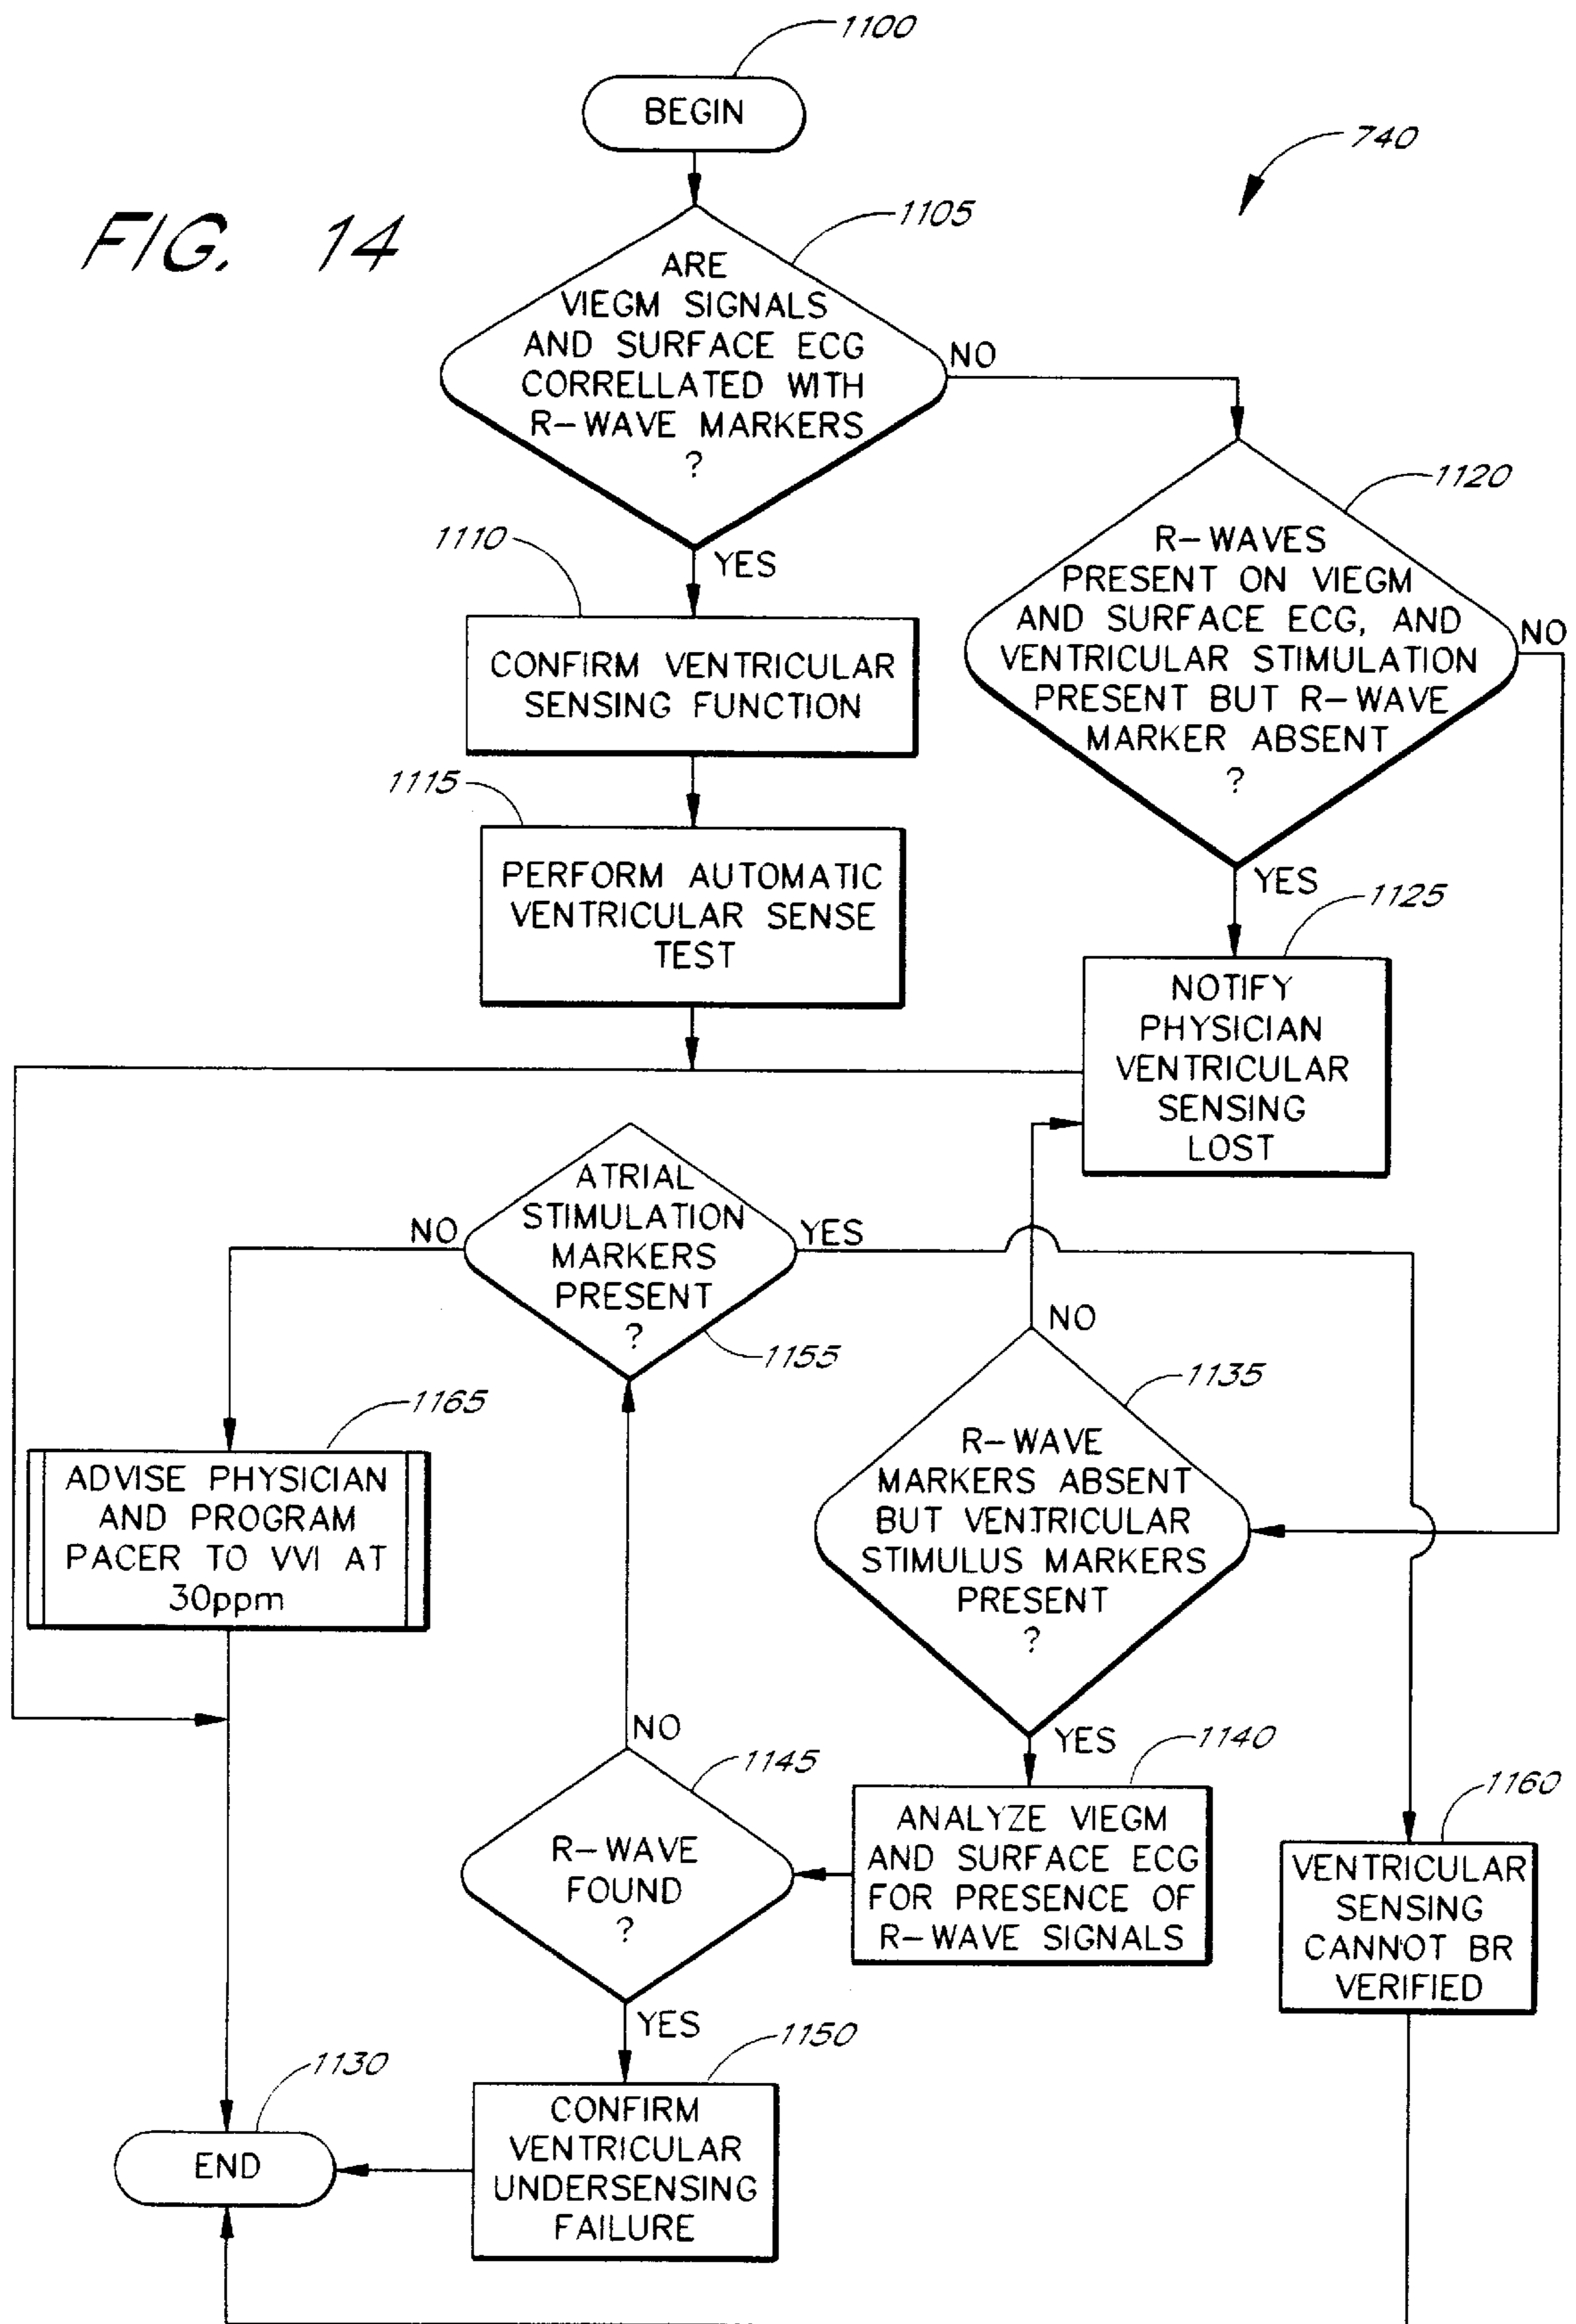 1100
BEGIN
740
FIG. 14
1105
ARE
VIEGM SIGNALS
AND SURFACE ECG
CORRELLATED WITH
R-WAVE MARKERS
?
NO
YES
1120
R-WAVES
PRESENT ON VIEGM
AND SURFACE ECG, AND
VENTRICULAR STIMULATION
PRESENT BUT R-WAVE
MARKER ABSENT
?
NO
YES
1110
CONFIRM VENTRICULAR
SENSING FUNCTION
1115
PERFORM AUTOMATIC
VENTRICULAR SENSE
TEST
1125
NOTIFY
PHYSICIAN
VENTRICULAR
SENSING
LOST
ATRIAL
STIMULATION
MARKERS
PRESENT
?
NO
YES
1155
NO
1135
R-WAVE
MARKERS ABSENT
BUT VENTRICULAR
STIMULUS MARKERS
PRESENT
?
YES
1165
ADVISE PHYSICIAN
AND PROGRAM
PACER TO VVI AT
30ppm
1140
ANALYZE VIEGM
AND SURFACE ECG
FOR PRESENCE OF
R-WAVE SIGNALS
NO
1145
R-WAVE
FOUND
?
YES
1160
VENTRICULAR
SENSING
CANNOT BR
VERIFIED
1150
CONFIRM
VENTRICULAR
UNDERSENSING
FAILURE
1130
END